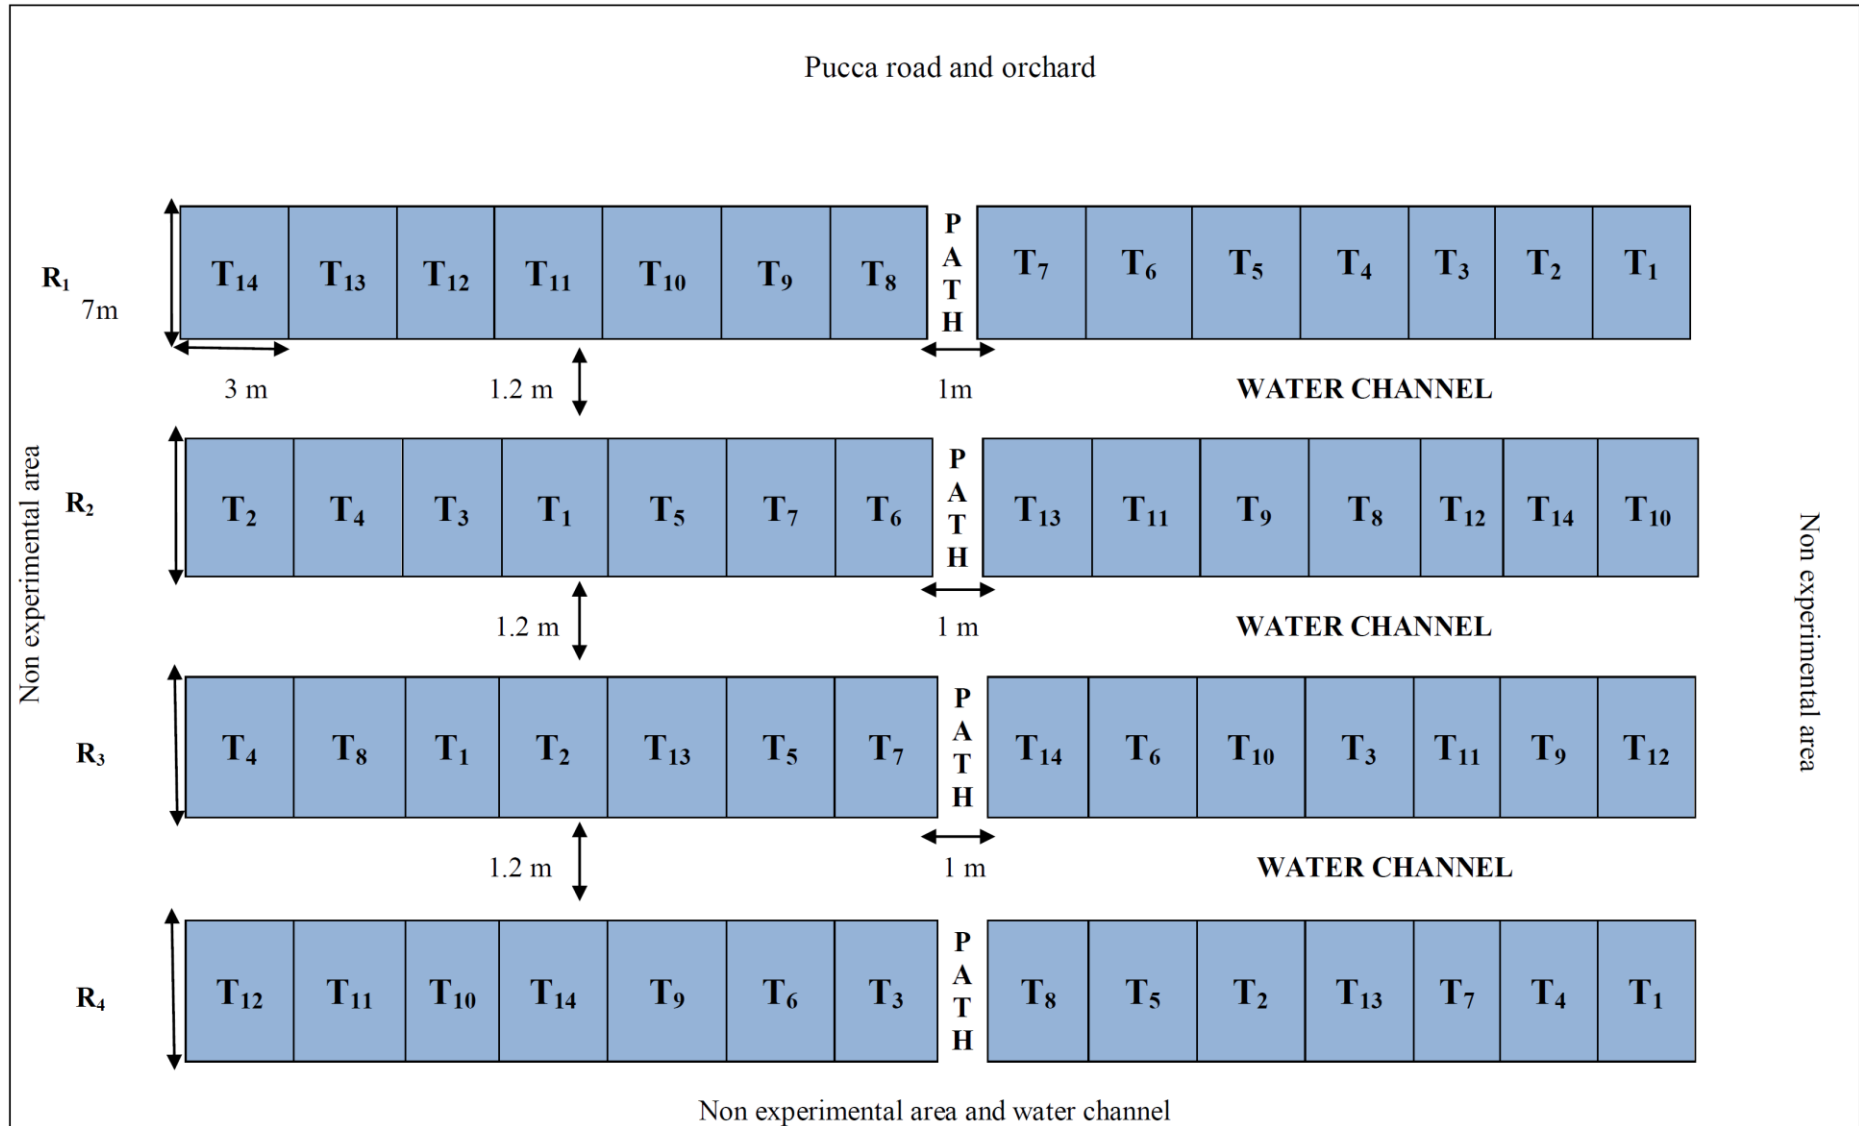 Pucca road and orchard
R₁
7m
T₁₄ T₁₃ T₁₂ T₁₁ T₁₀ T₉ T₈
PATH
T₇ T₆ T₅ T₄ T₃ T₂ T₁
3 m
1.2 m
1m
WATER CHANNEL
Non experimental area
R₂
T₂ T₄ T₃ T₁ T₅ T₇ T₆
PATH
T₁₃ T₁₁ T₉ T₈ T₁₂ T₁₄ T₁₀
Non experimental area
1.2 m
1 m
WATER CHANNEL
R₃
T₄ T₈ T₁ T₂ T₁₃ T₅ T₇
PATH
T₁₄ T₆ T₁₀ T₃ T₁₁ T₉ T₁₂
1.2 m
1 m
WATER CHANNEL
R₄
T₁₂ T₁₁ T₁₀ T₁₄ T₉ T₆ T₃
PATH
T₈ T₅ T₂ T₁₃ T₇ T₄ T₁
Non experimental area and water channel